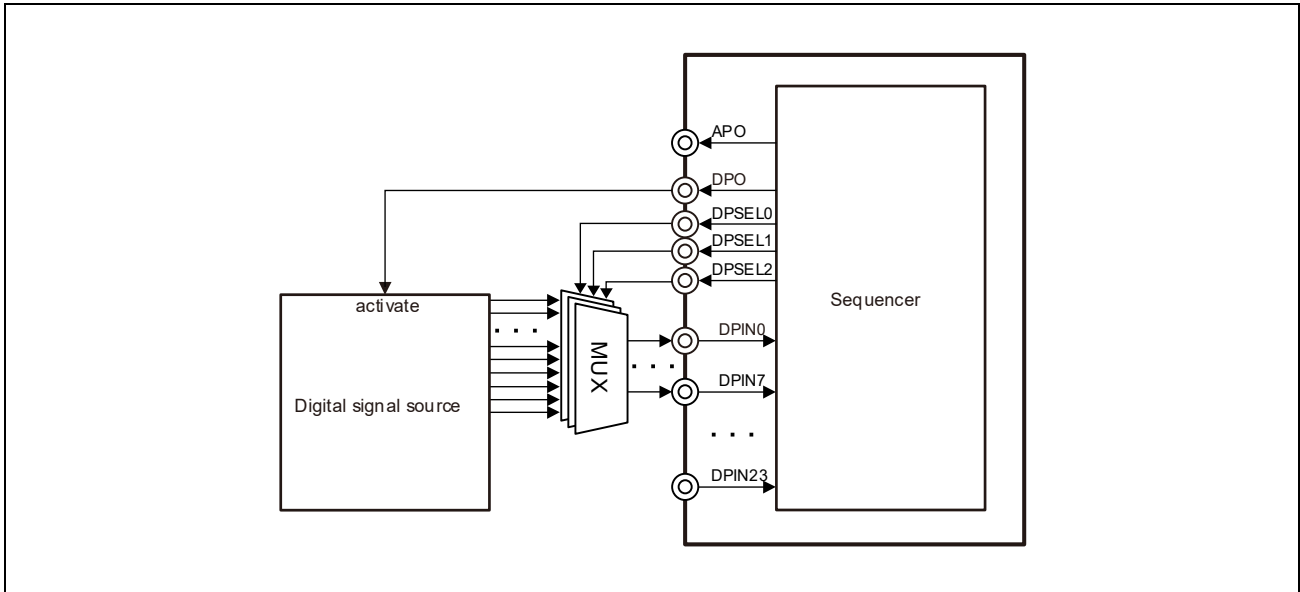 APO
DPO
DPSEL0
DPSEL1
DPSEL2
activate
Sequencer
. . .
DPIN0
MUX
. . .
DPIN7
Digital signal source
. . .
DPIN23